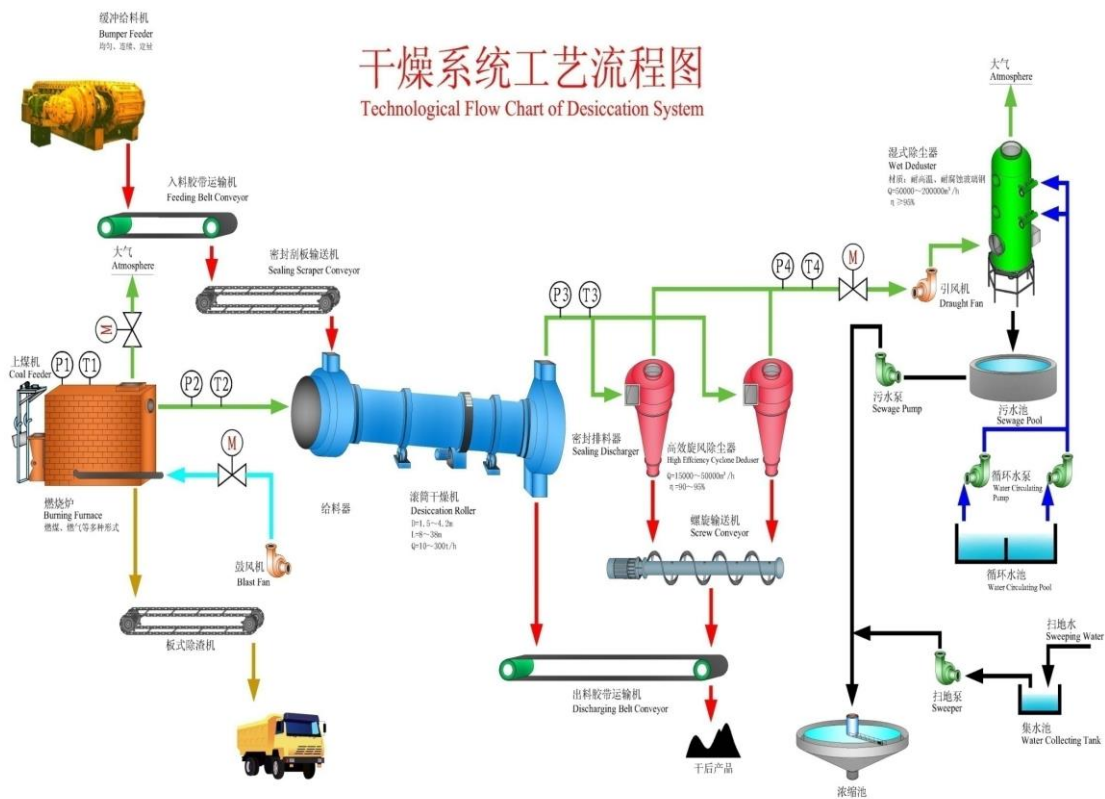 干燥系统工艺流程图
Technological Flow Chart of Desiccation System
缓冲给料机
Bumper Feeder
均匀、连续、定量
入料胶带运输机
Feeding Belt Conveyor
大气
Atmosphere
密封刮板输送机
Sealing Scraper Conveyor
M
上煤机
Coal Feeder
P1
T1
P2
T2
M
燃烧炉
Burning Furnace
燃煤、燃气等多种形式
鼓风机
Blast Fan
板式除渣机
给料器
滚筒干燥机
Desiccation Roller
D=1.5~4.2m
L=8~38m
Q=10~300t/h
P3
T3
密封排料器
Sealing Discharger
高效旋风除尘器
High Effciency Cyclone Deduser
Q=15000~50000m³/h
η=90~95%
螺旋输送机
Screw Conveyor
出料胶带运输机
Discharging Belt Conveyor
干后产品
P4
T4
M
引风机
Draught Fan
大气
Atmosphere
湿式除尘器
Wet Deduster
材质：耐高温、耐腐蚀玻璃钢
Q=50000~200000m³/h
η≥95%
污水泵
Sewage Pump
污水池
Sewage Pool
循环水泵
Water Circulating
Pump
循环水池
Water Circulating Pool
扫地水
Sweeping Water
扫地泵
Sweeper
集水池
Water Collecting Tank
浓缩池